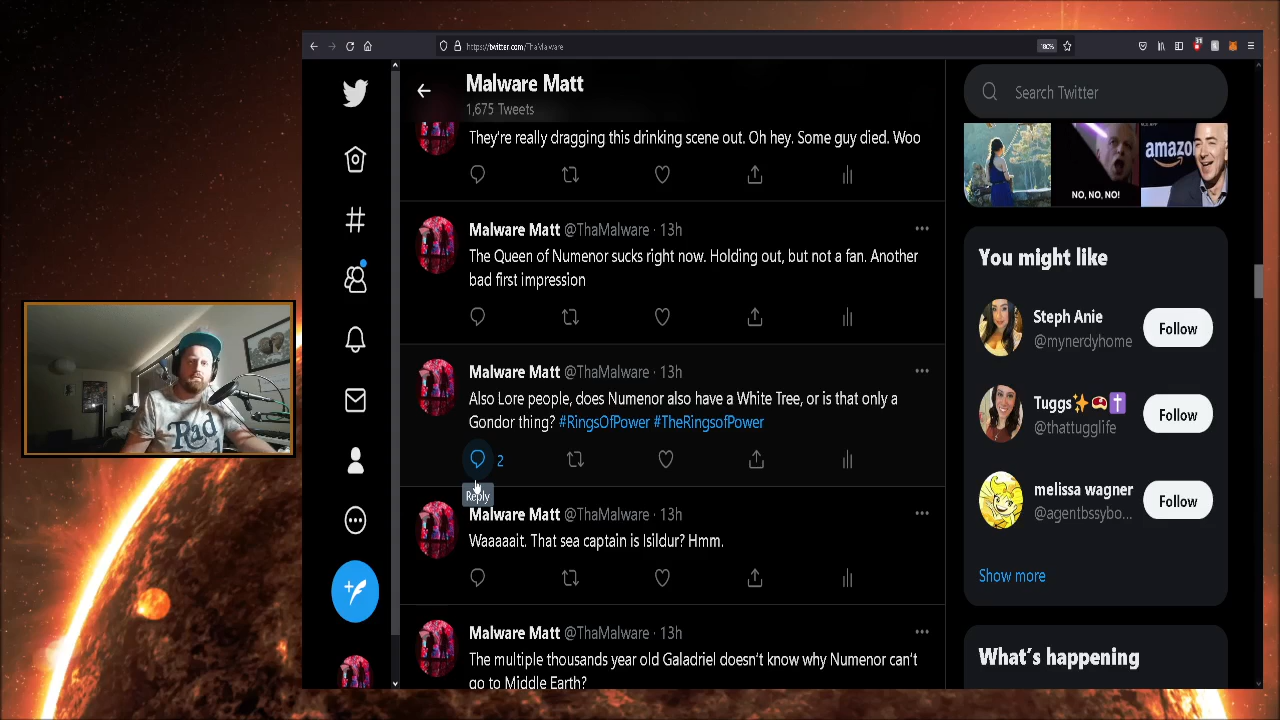 https://twitter.com/ThaMalware
180%
Malware Matt
1,675 Tweets
Search Twitter
They're really dragging this drinking scene out. Oh hey. Some guy died. Woo
NO, NO, NO!
amazon
Malware Matt @ThaMalware · 13h
The Queen of Numenor sucks right now. Holding out, but not a fan. Another
bad first impression
You might like
Steph Anie
@mynerdyhome
Follow
Malware Matt @ThaMalware · 13h
Also Lore people, does Numenor also have a White Tree, or is that only a
Gondor thing? #RingsOfPower #TheRingsofPower
2
Reply
Tuggs
@thattugglife
Follow
melissa wagner
@agentbssybo...
Follow
Malware Matt @ThaMalware · 13h
Waaaaait. That sea captain is Isildur? Hmm.
Show more
Malware Matt @ThaMalware · 13h
The multiple thousands year old Galadriel doesn't know why Numenor can't
go to Middle Earth?
What's happening
Rad